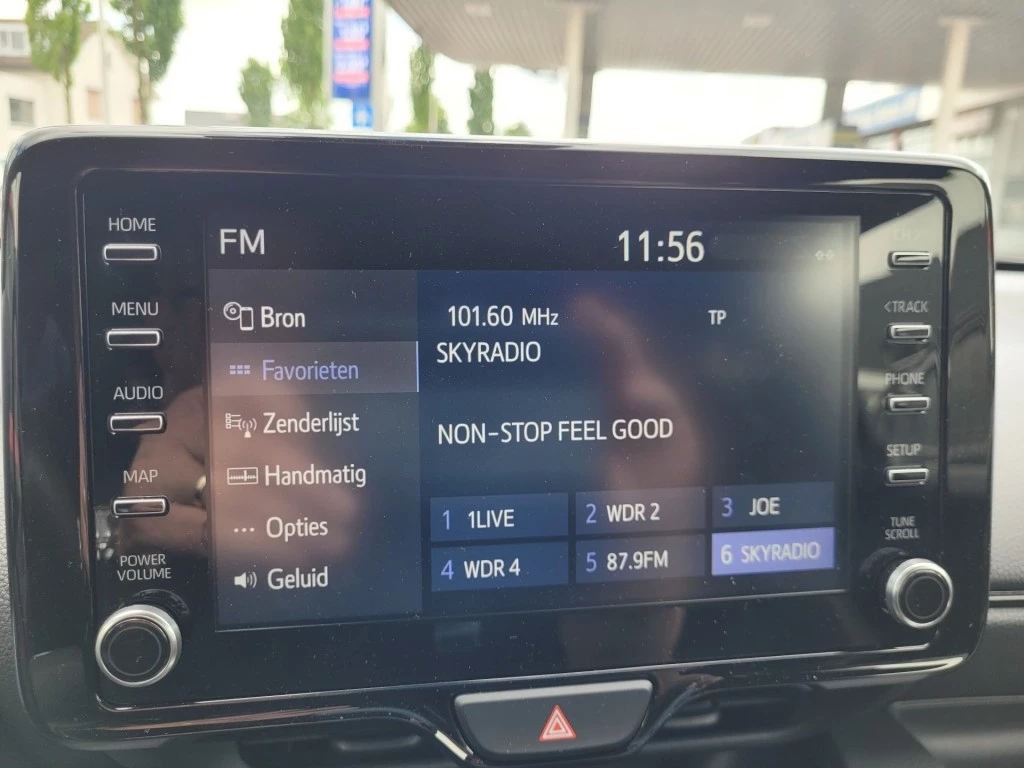 HOME
MENU
AUDIO
MAP
POWER
VOLUME
FM
11:56
Bron
Favorieten
Zenderlijst
Handmatig
Opties
Geluid
101.60 MHz
TP
SKYRADIO
NON-STOP FEEL GOOD
1 1LIVE
2 WDR 2
3 JOE
4 WDR 4
5 87.9FM
6 SKYRADIO
<TRACK
PHONE
SETUP
TUNE
SCROLL